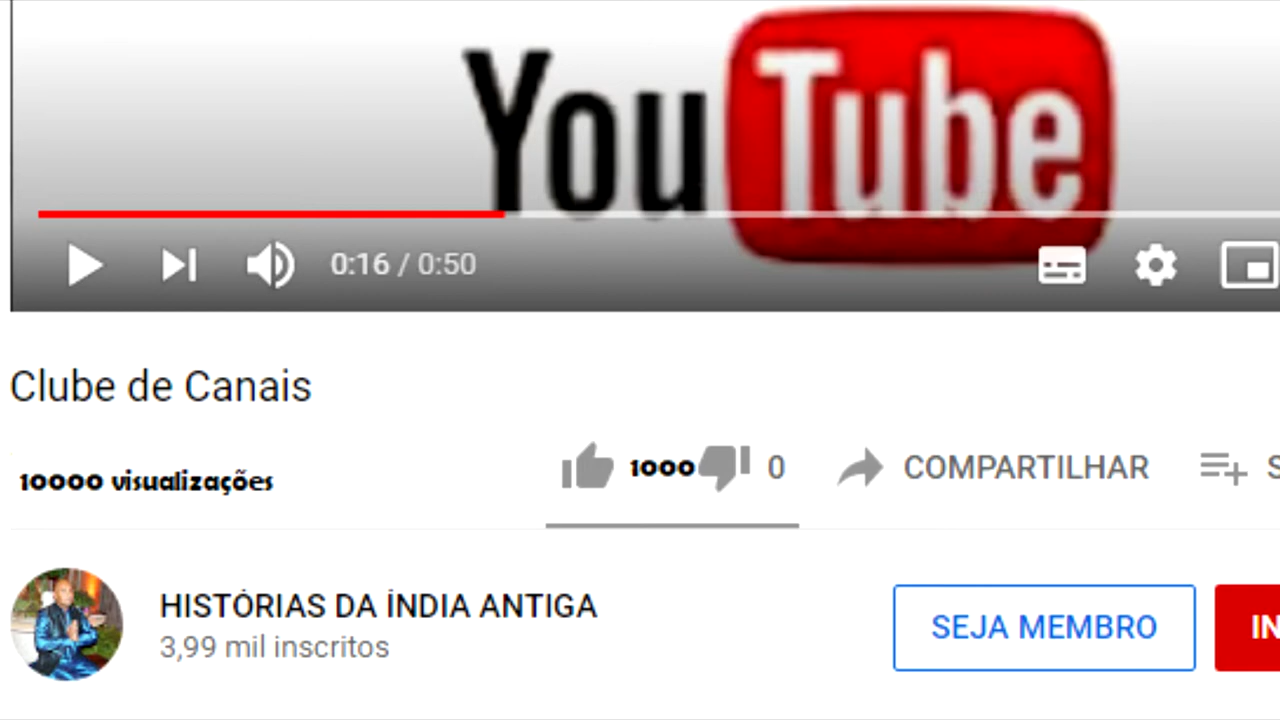 YouTube
0:16 / 0:50
Clube de Canais
10000 visualizações
1000
0
COMPARTILHAR
HISTÓRIAS DA ÍNDIA ANTIGA
3,99 mil inscritos
SEJA MEMBRO